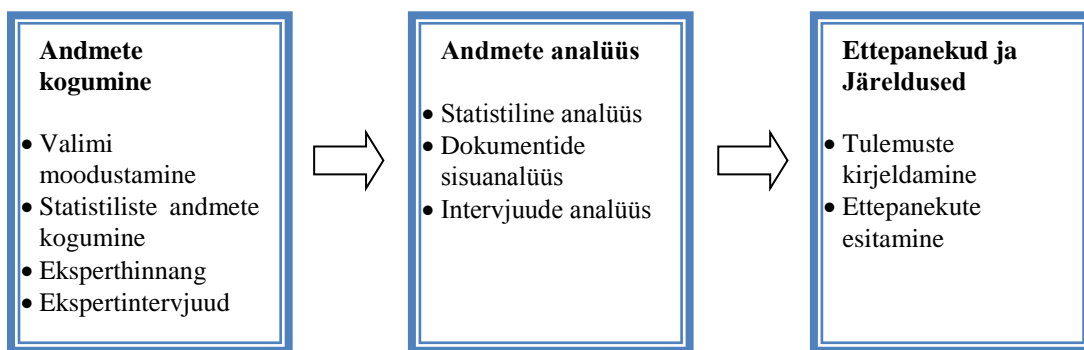 Andmete
kogumine
• Valimi
moodustamine
• Statistiliste andmete
kogumine
• Eksperthinnang
• Ekspertintervjuud
Andmete analüüs
• Statistiline analüüs
• Dokumentide
sisuanalüüs
• Intervjuude analüüs
Ettepanekud ja
Järeldused
• Tulemuste
kirjeldamine
• Ettepanekute
esitamine